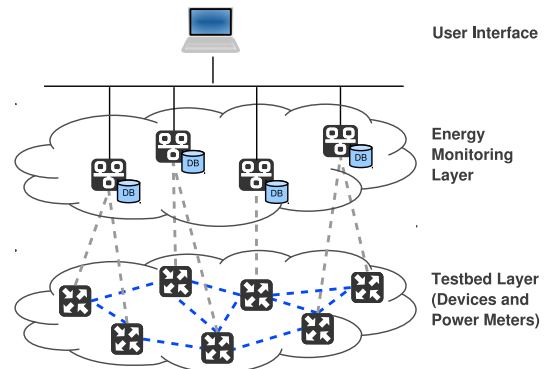 User Interface
Energy
Monitoring
Layer
DB
DB
DB
DB
Testbed Layer
(Devices and
Power Meters)